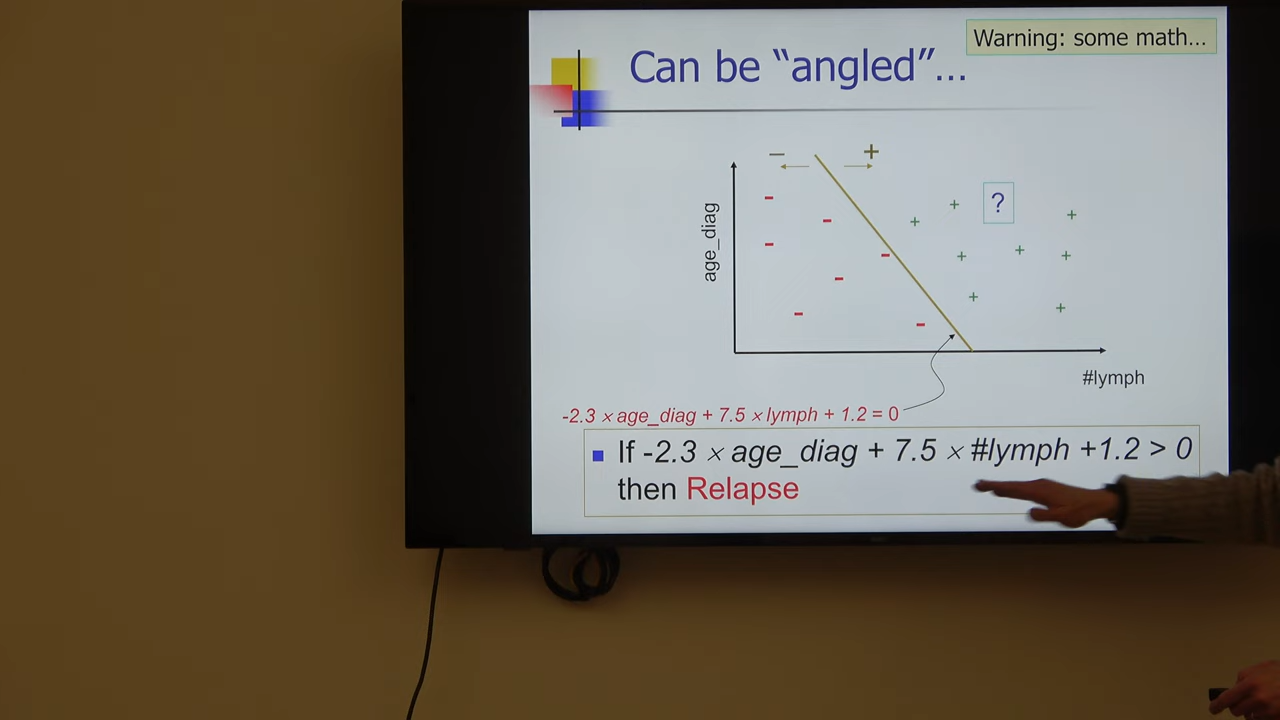 Warning: some math...
Can be “angled”...
– +
?
age_diag
#lymph
-2.3 × age_diag + 7.5 × lymph + 1.2 = 0
If -2.3 × age_diag + 7.5 × #lymph +1.2 > 0
then Relapse